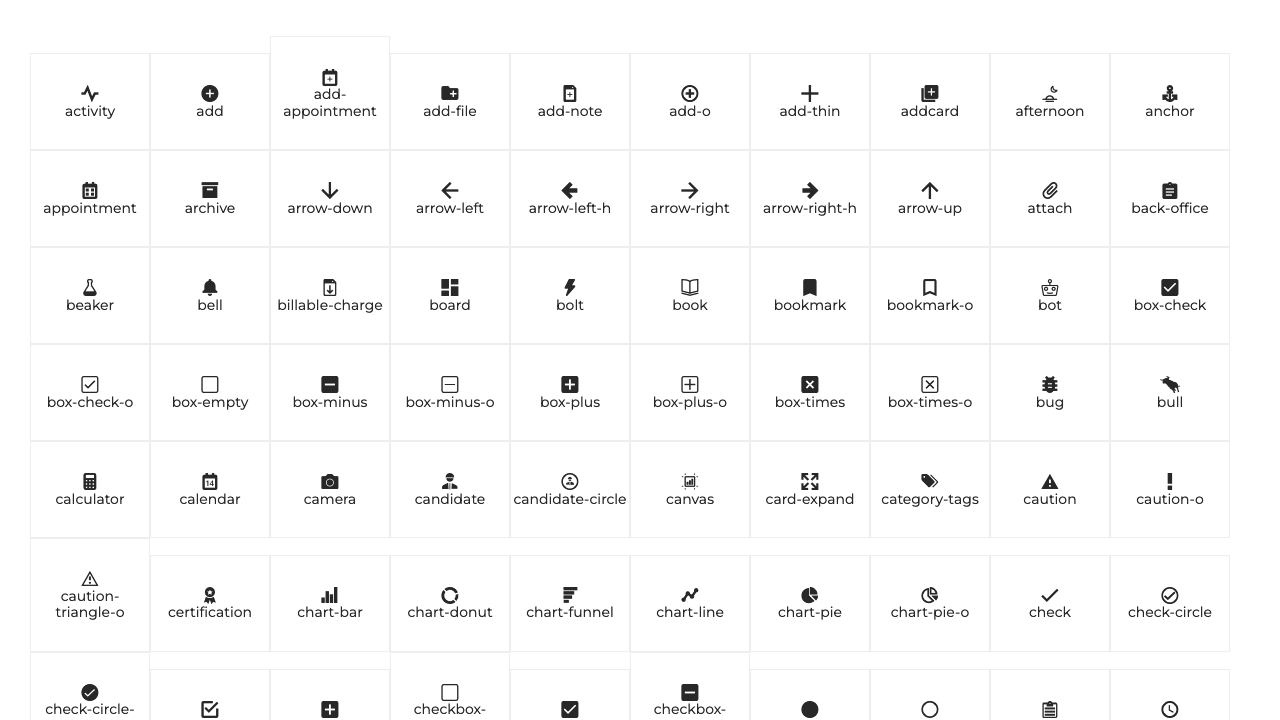 activity
add
add-
appointment
add-file
add-note
add-o
add-thin
addcard
afternoon
anchor
appointment
archive
arrow-down
arrow-left
arrow-left-h
arrow-right
arrow-right-h
arrow-up
attach
back-office
beaker
bell
billable-charge
board
bolt
book
bookmark
bookmark-o
bot
box-check
box-check-o
box-empty
box-minus
box-minus-o
box-plus
box-plus-o
box-times
box-times-o
bug
bull
calculator
14
calendar
camera
candidate
candidate-circle
canvas
card-expand
category-tags
caution
caution-o
caution-
triangle-o
certification
chart-bar
chart-donut
chart-funnel
chart-line
chart-pie
chart-pie-o
check
check-circle
check-circle-
checkbox-
checkbox-